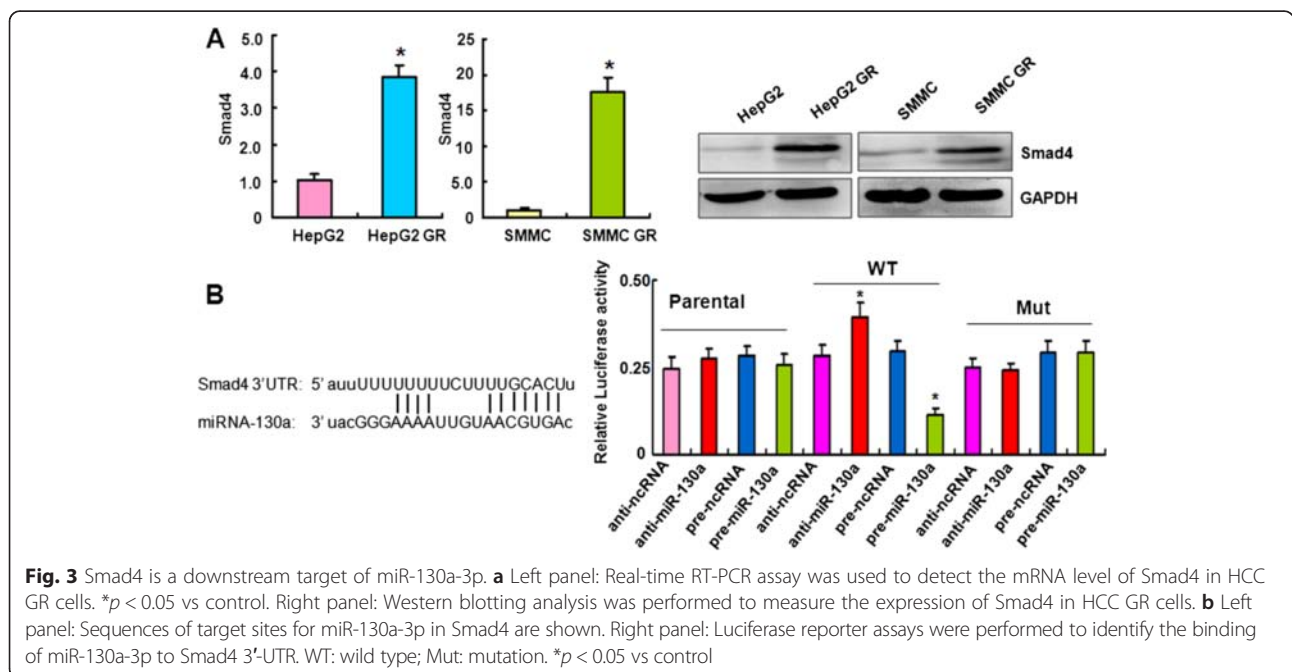 A
Smad4
5.0
4.0
3.0
2.0
1.0
0
*
HepG2
HepG2 GR
Smad4
25
20
15
10
5.0
0
*
SMMC
SMMC GR
HepG2
HepG2 GR
SMMC
SMMC GR
Smad4
GAPDH
B
Smad4 3'UTR: 5' auuUUUUUUUCUUUUGCACUu
miRNA-130a: 3' uacGGGAAAAUUGUAACGUGAc
Relative Luciferase activity
0.50
0.25
0
Parental
WT
Mut
*
*
anti-ncRNA
anti-miR-130a
pre-ncRNA
pre-miR-130a
anti-ncRNA
anti-miR-130a
pre-ncRNA
pre-miR-130a
anti-ncRNA
anti-miR-130a
pre-ncRNA
pre-miR-130a
Fig. 3 Smad4 is a downstream target of miR-130a-3p. a Left panel: Real-time RT-PCR assay was used to detect the mRNA level of Smad4 in HCC
GR cells. *p < 0.05 vs control. Right panel: Western blotting analysis was performed to measure the expression of Smad4 in HCC GR cells. b Left
panel: Sequences of target sites for miR-130a-3p in Smad4 are shown. Right panel: Luciferase reporter assays were performed to identify the binding
of miR-130a-3p to Smad4 3′-UTR. WT: wild type; Mut: mutation. *p < 0.05 vs control